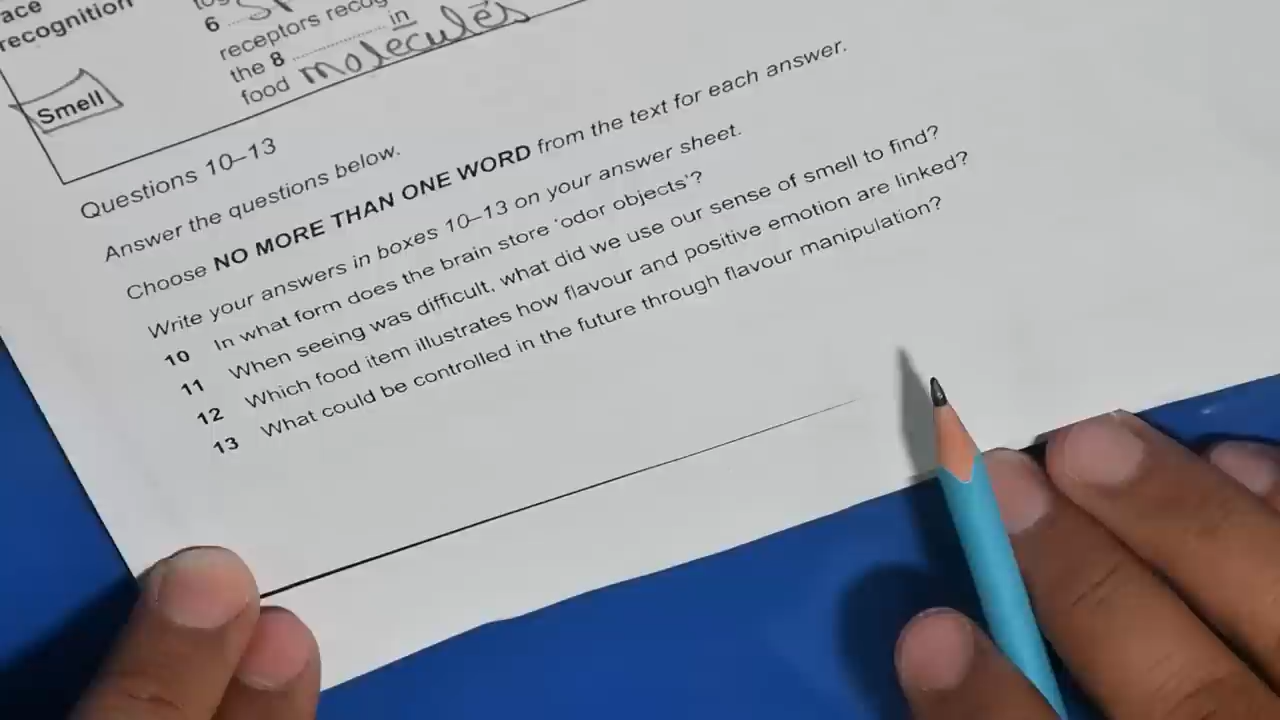 recognition
6
receptors
the 8 in
food molecules
Smell
Questions 10–13
Answer the questions below.
Choose NO MORE THAN ONE WORD from the text for each answer.
Write your answers in boxes 10–13 on your answer sheet.
10 In what form does the brain store ‘odor objects’?
11 When seeing was difficult, what did we use our sense of smell to find?
12 Which food item illustrates how flavour and positive emotion are linked?
13 What could be controlled in the future through flavour manipulation?